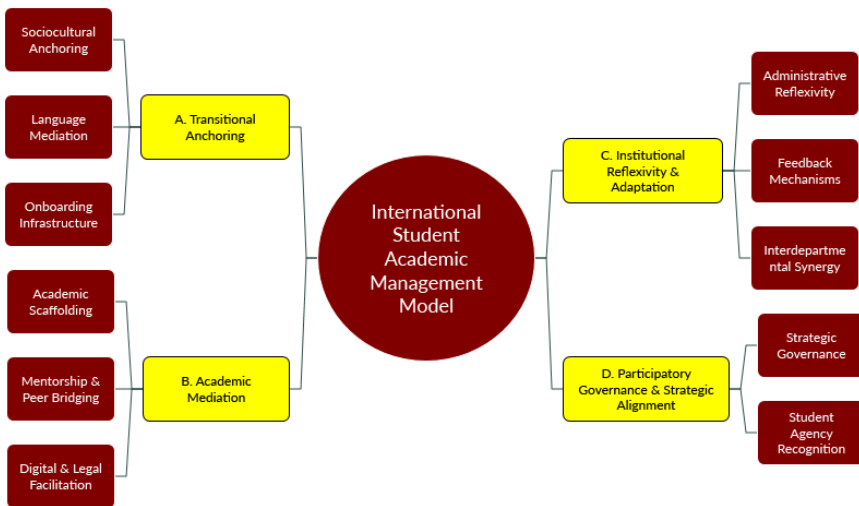 Sociocultural
Anchoring
Language
Mediation
Onboarding
Infrastructure
A. Transitional
Anchoring
Academic
Scaffolding
Mentorship &
Peer Bridging
Digital & Legal
Facilitation
B. Academic
Mediation
International
Student
Academic
Management
Model
C. Institutional
Reflexivity &
Adaptation
Administrative
Reflexivity
Feedback
Mechanisms
Interdepartme
ntal Synergy
D. Participatory
Governance & Strategic
Alignment
Strategic
Governance
Student
Agency
Recognition